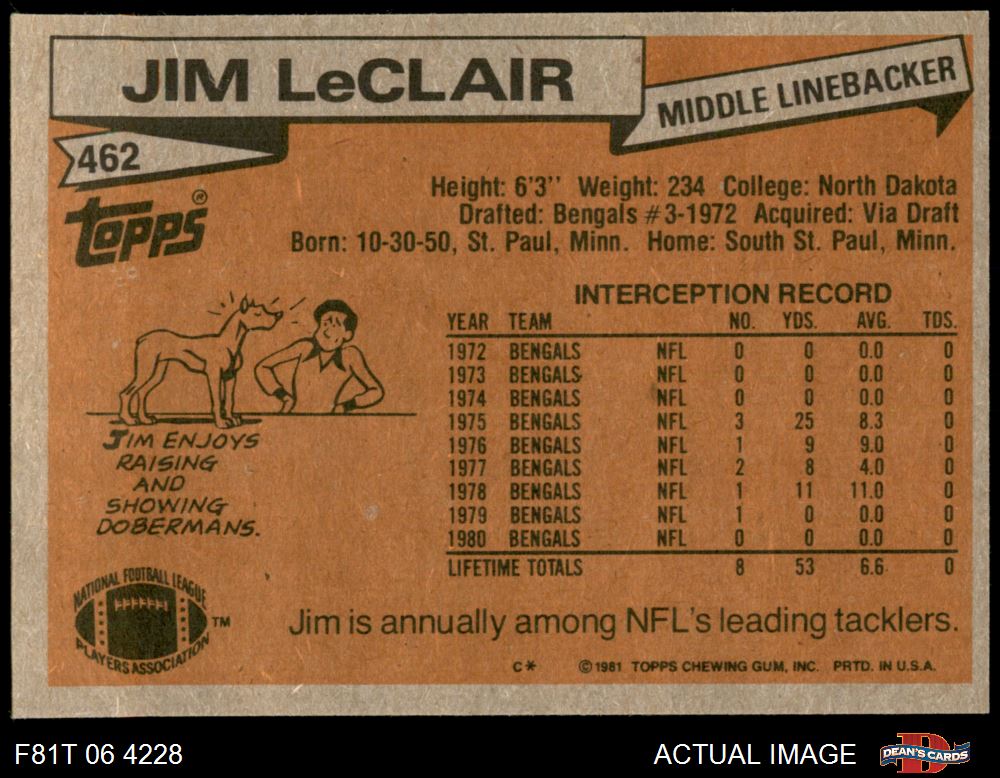 JIM LeCLAIR
MIDDLE LINEBACKER
462
TOPPS®
Height: 6'3'' Weight: 234 College: North Dakota
Drafted: Bengals #3-1972 Acquired: Via Draft
Born: 10-30-50, St. Paul, Minn. Home: South St. Paul, Minn.
INTERCEPTION RECORD
YEAR TEAM NO. YDS. AVG. TDS.
1972 BENGALS NFL 0 0 0.0 0
1973 BENGALS NFL 0 0 0.0 0
1974 BENGALS NFL 0 0 0.0 0
1975 BENGALS NFL 3 25 8.3 0
1976 BENGALS NFL 1 9 9.0 0
1977 BENGALS NFL 2 8 4.0 0
1978 BENGALS NFL 1 11 11.0 0
1979 BENGALS NFL 1 0 0.0 0
1980 BENGALS NFL 0 0 0.0 0
LIFETIME TOTALS 8 53 6.6 0
JIM ENJOYS
RAISING
AND
SHOWING
DOBERMANS.
NATIONAL FOOTBALL LEAGUE
PLAYERS ASSOCIATION
TM
Jim is annually among NFL's leading tacklers.
C* ©1981 TOPPS CHEWING GUM, INC. PRTD. IN U.S.A.
F81T 06 4228
ACTUAL IMAGE
DEAN'S CARDS